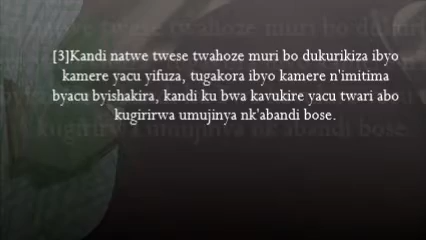 [3]Kandi natwe twese twahoze muri bo dukurikiza ibyo
kamere yacu yifuza, tugakora ibyo kamere n'imitima
byacu byishakira, kandi ku bwa kavukire yacu twari abo
kugirirwa umujinya nk'abandi bose.